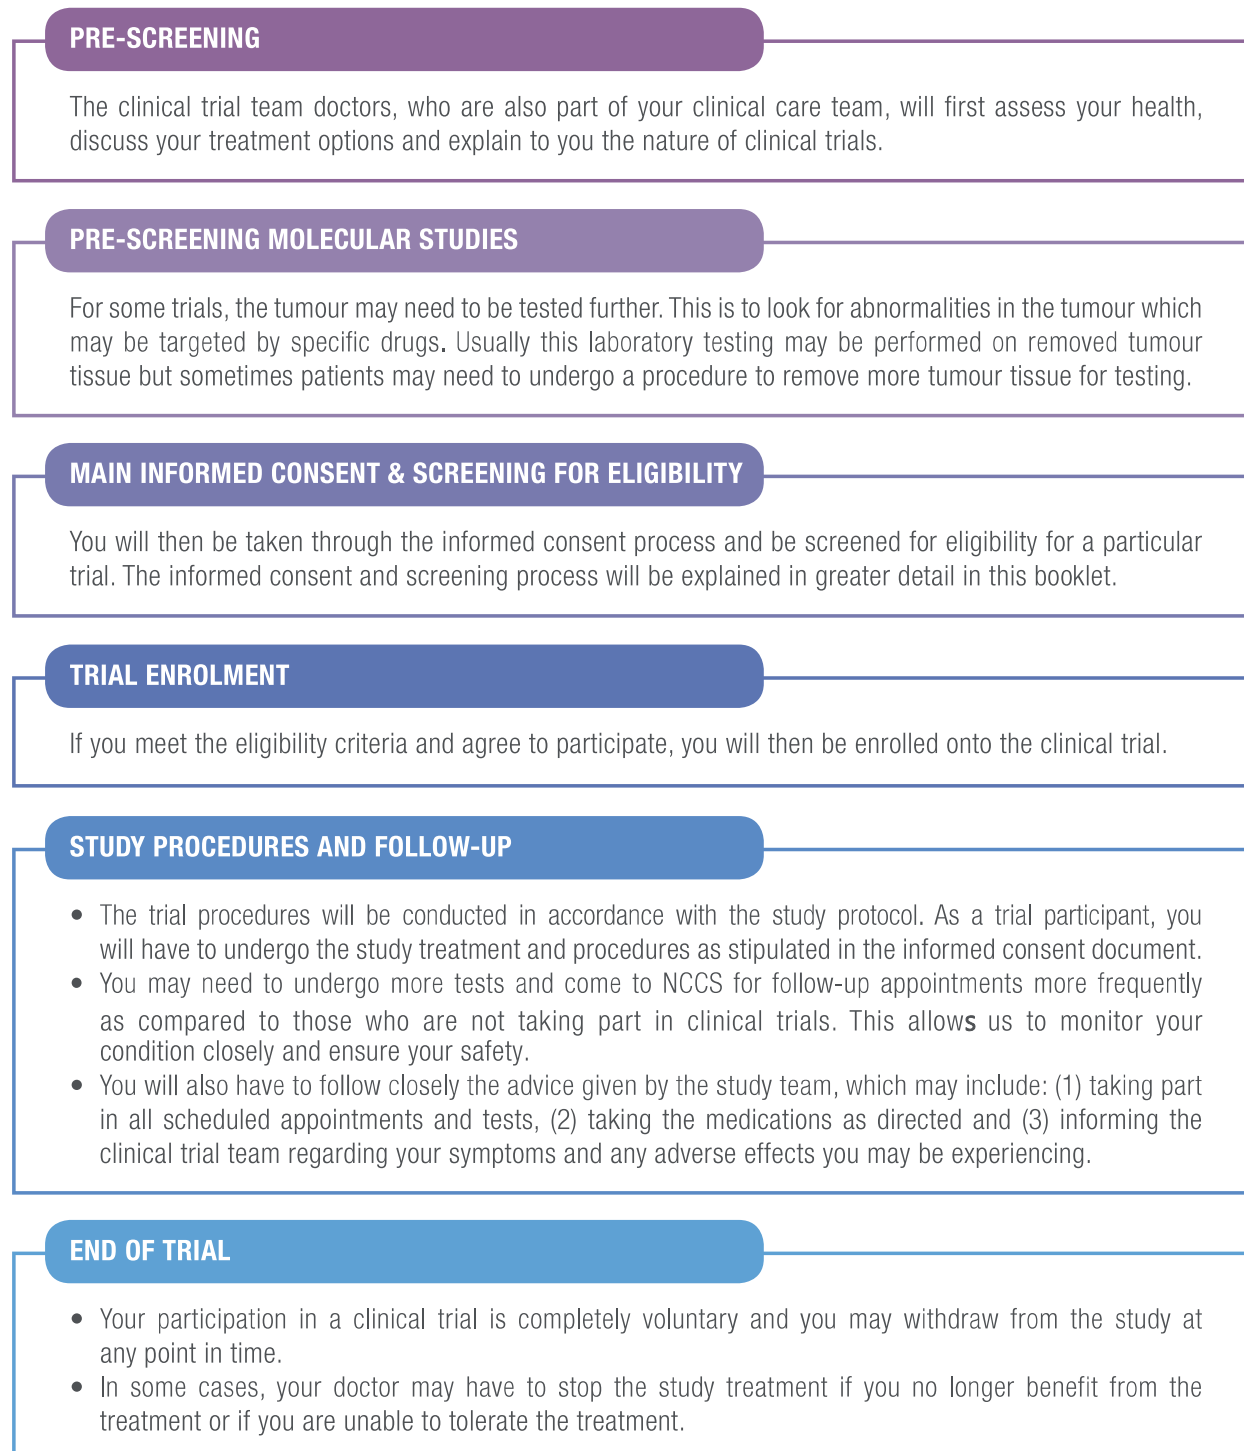 PRE-SCREENING
The clinical trial team doctors, who are also part of your clinical care team, will first assess your health,
discuss your treatment options and explain to you the nature of clinical trials.
PRE-SCREENING MOLECULAR STUDIES
For some trials, the tumour may need to be tested further. This is to look for abnormalities in the tumour which
may be targeted by specific drugs. Usually this laboratory testing may be performed on removed tumour
tissue but sometimes patients may need to undergo a procedure to remove more tumour tissue for testing.
MAIN INFORMED CONSENT & SCREENING FOR ELIGIBILITY
You will then be taken through the informed consent process and be screened for eligibility for a particular
trial. The informed consent and screening process will be explained in greater detail in this booklet.
TRIAL ENROLMENT
If you meet the eligibility criteria and agree to participate, you will then be enrolled onto the clinical trial.
STUDY PROCEDURES AND FOLLOW-UP
• The trial procedures will be conducted in accordance with the study protocol. As a trial participant, you
will have to undergo the study treatment and procedures as stipulated in the informed consent document.
• You may need to undergo more tests and come to NCCS for follow-up appointments more frequently
as compared to those who are not taking part in clinical trials. This allows us to monitor your
condition closely and ensure your safety.
• You will also have to follow closely the advice given by the study team, which may include: (1) taking part
in all scheduled appointments and tests, (2) taking the medications as directed and (3) informing the
clinical trial team regarding your symptoms and any adverse effects you may be experiencing.
END OF TRIAL
• Your participation in a clinical trial is completely voluntary and you may withdraw from the study at
any point in time.
• In some cases, your doctor may have to stop the study treatment if you no longer benefit from the
treatment or if you are unable to tolerate the treatment.